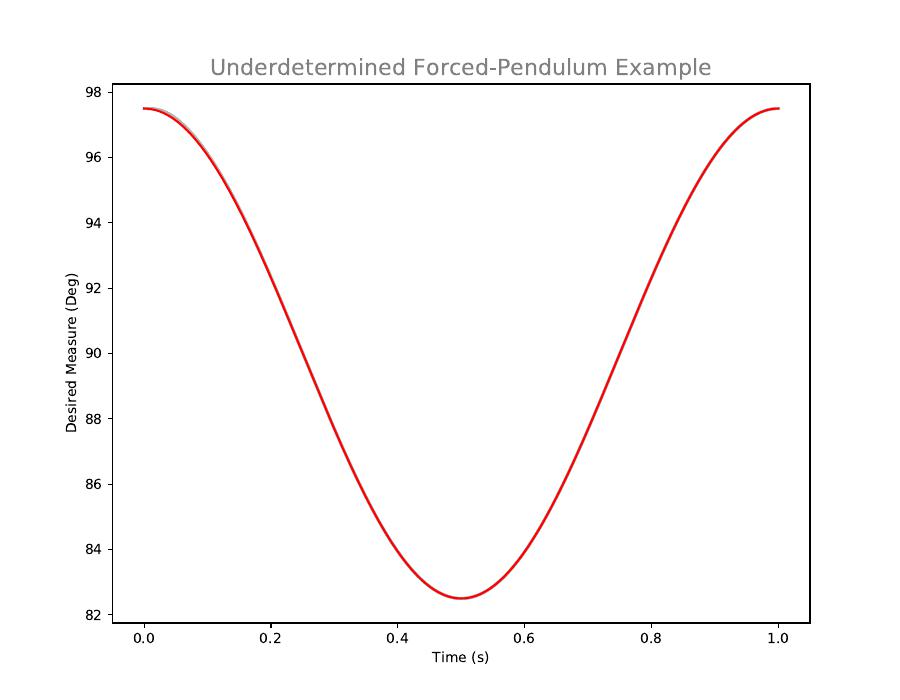 Underdetermined Forced-Pendulum Example
98
96
94
92
90
88
86
84
82
Desired Measure (Deg)
0.0 0.2 0.4 0.6 0.8 1.0
Time (s)